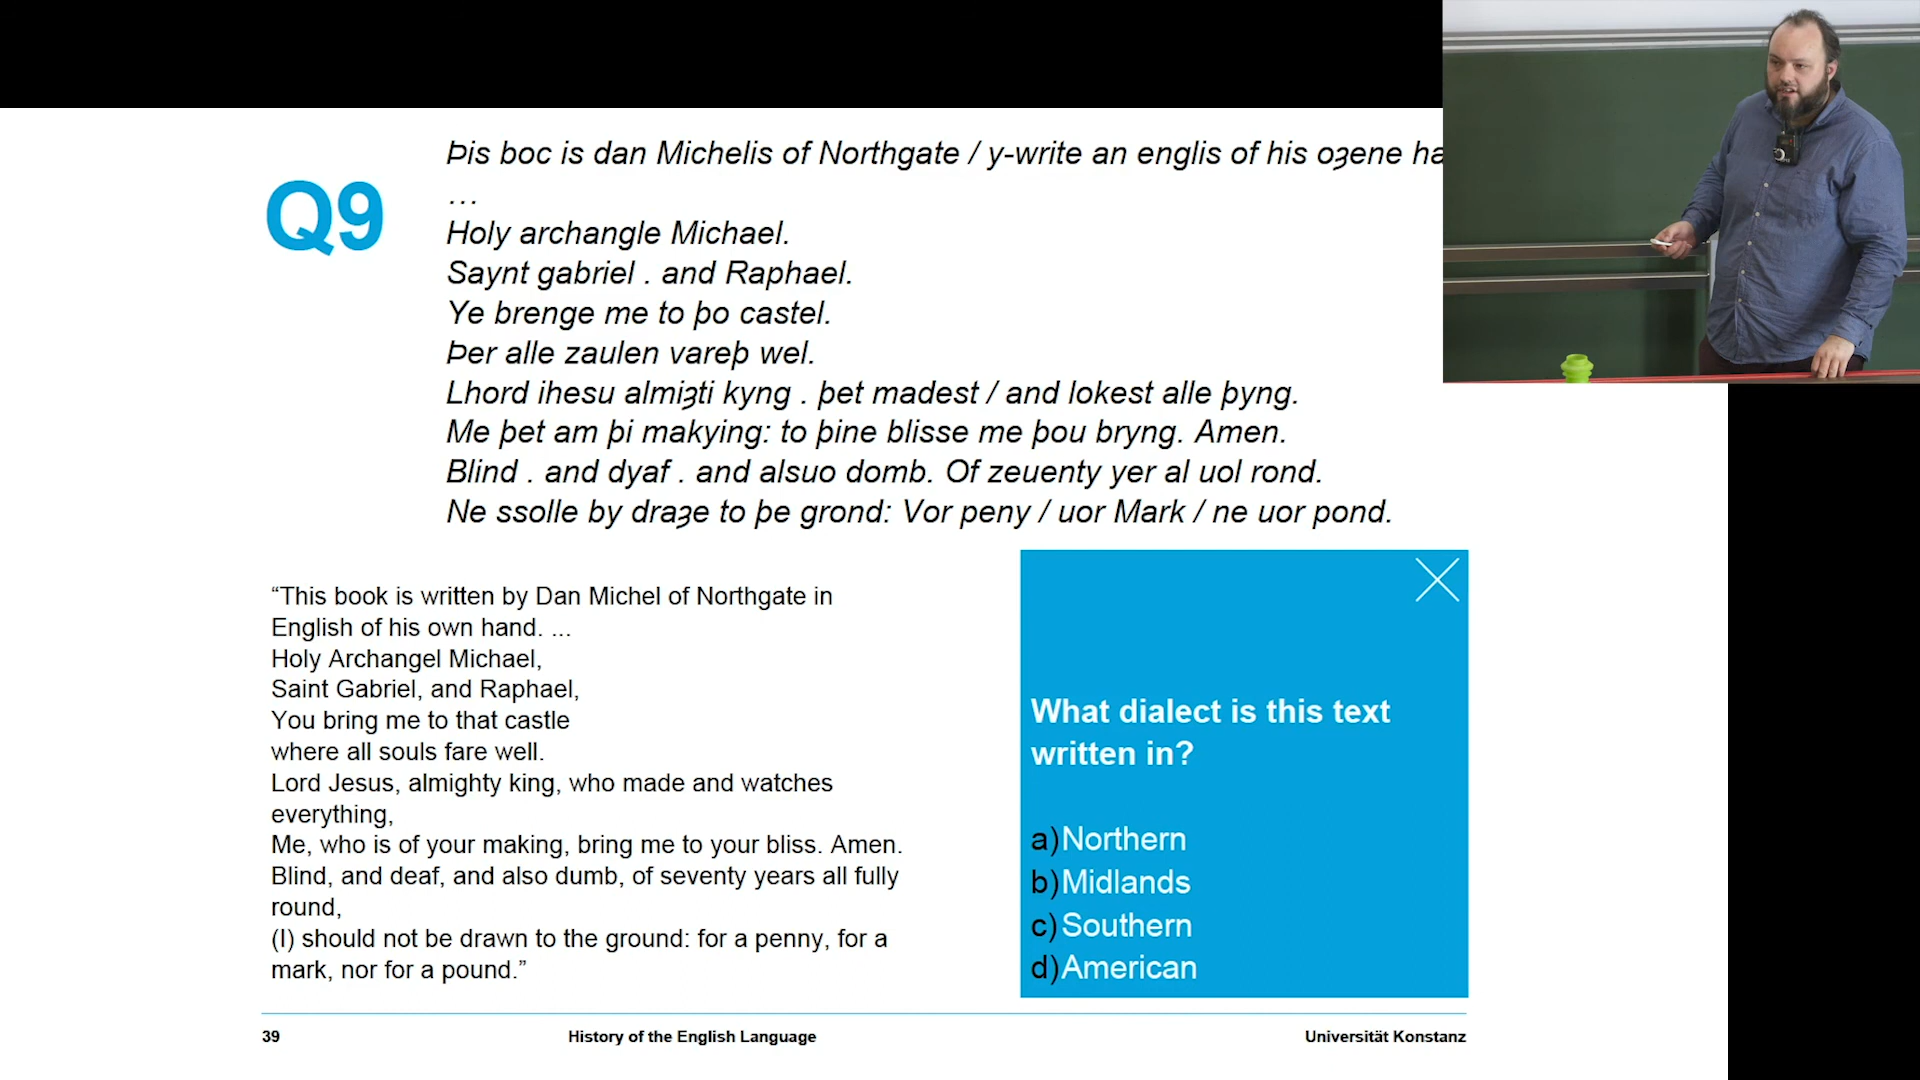 Q9
Þis boc is dan Michelis of Northgate / y-write an englis of his oȝene
…
Holy archangle Michael.
Saynt gabriel . and Raphael.
Ye brenge me to þo castel.
Þer alle zaulen vareþ wel.
Lhord ihesu almiȝti kyng . þet madest / and lokest alle þyng.
Me þet am þi makying: to þine blisse me þou bryng. Amen.
Blind . and dyaf . and alsuo domb. Of zeuenty yer al uol rond.
Ne ssolle by draȝe to þe grond: Vor peny / uor Mark / ne uor pond.
“This book is written by Dan Michel of Northgate in
English of his own hand. ...
Holy Archangel Michael,
Saint Gabriel, and Raphael,
You bring me to that castle
where all souls fare well.
Lord Jesus, almighty king, who made and watches
everything,
Me, who is of your making, bring me to your bliss. Amen.
Blind, and deaf, and also dumb, of seventy years all fully
round,
(I) should not be drawn to the ground: for a penny, for a
mark, nor for a pound.”
What dialect is this text
written in?
a)Northern
b)Midlands
c)Southern
d)American
39 History of the English Language Universität Konstanz